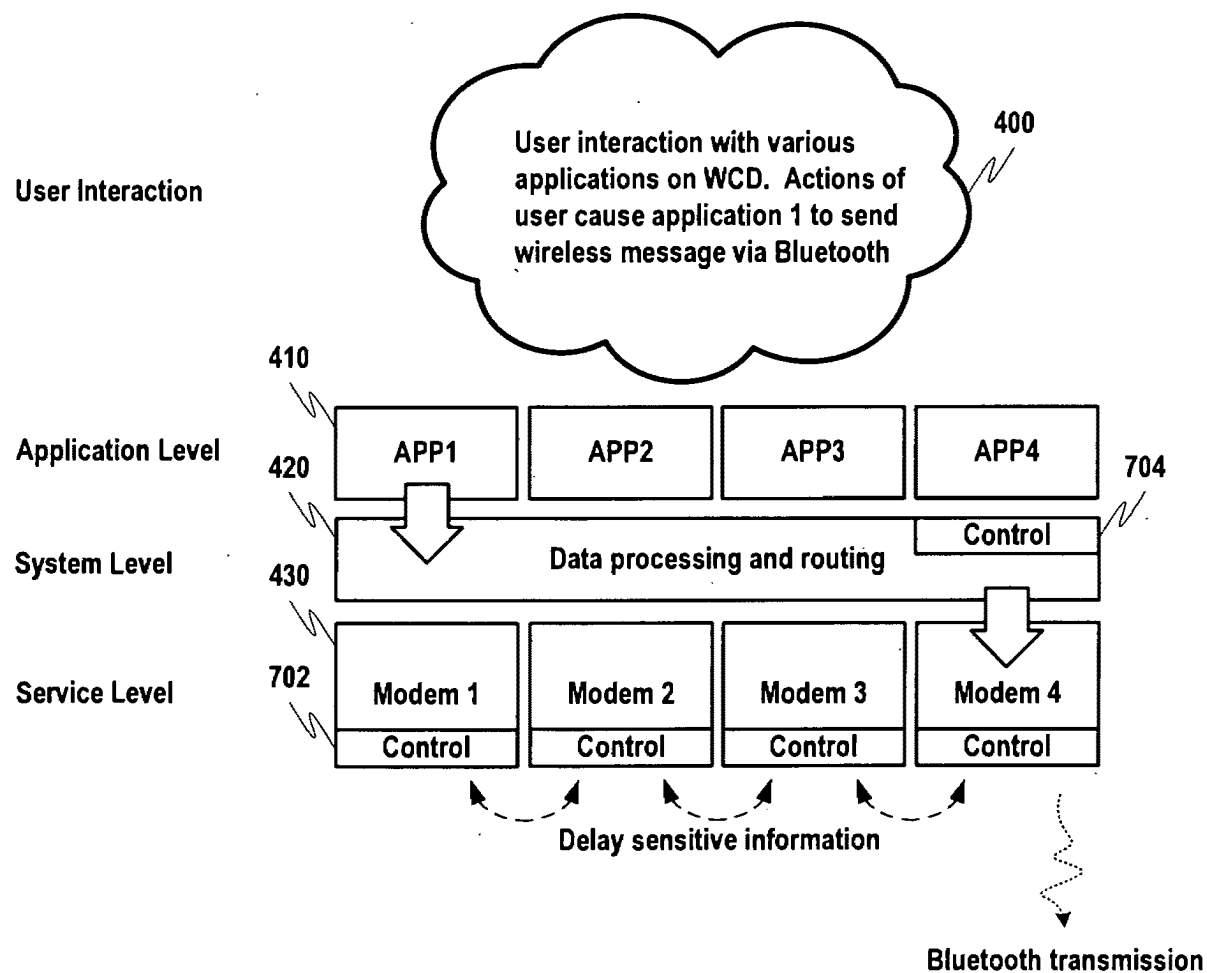 User interaction with various
applications on WCD.  Actions of
user cause application 1 to send
wireless message via Bluetooth
400
User Interaction
410
Application Level
APP1
APP2
APP3
APP4
420
704
Control
System Level
Data processing and routing
430
Service Level
702
Modem 1
Modem 2
Modem 3
Modem 4
Control
Control
Control
Control
Delay sensitive information
Bluetooth transmission